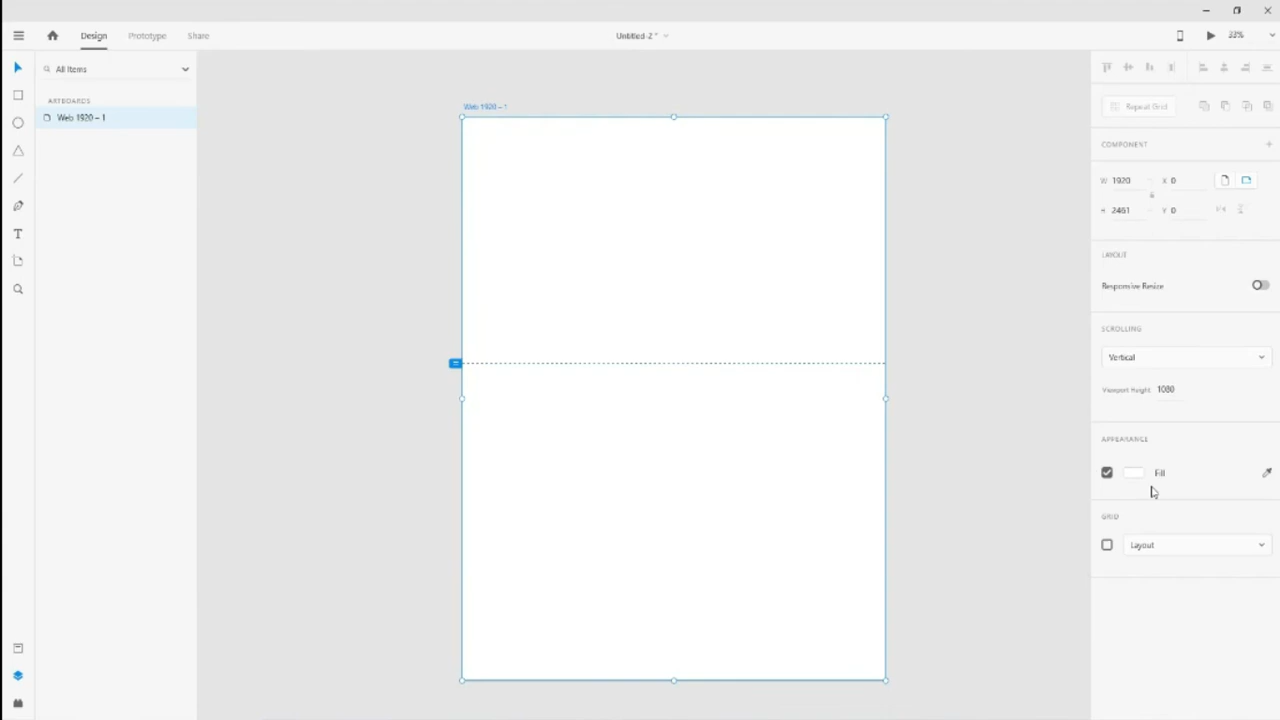 Design
Prototype
Share
Untitled-2 *
33%
All Items
ARTBOARDS
Web 1920 – 1
Web 1920 – 1
Repeat Grid
COMPONENT
W 1920
X 0
H 2461
Y 0
LAYOUT
Responsive Resize
SCROLLING
Vertical
Viewport Height 1080
APPEARANCE
Fill
GRID
Layout